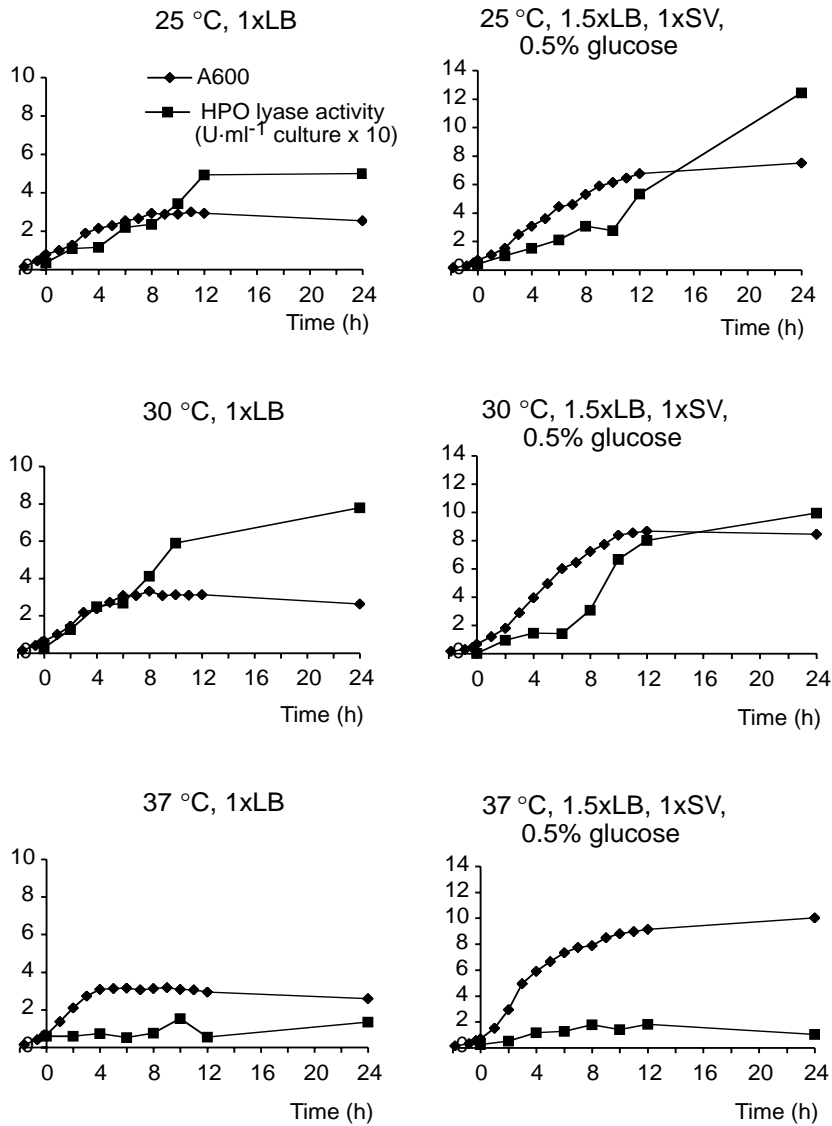 25 °C, 1xLB
10
8
6
4
2
0
A600
HPO lyase activity
(U·ml-1 culture x 10)
0 4 8 12 16 20 24
Time (h)
25 °C, 1.5xLB, 1xSV,
0.5% glucose
14
12
10
8
6
4
2
0
0 4 8 12 16 20 24
Time (h)
30 °C, 1xLB
10
8
6
4
2
0
0 4 8 12 16 20 24
Time (h)
30 °C, 1.5xLB, 1xSV,
0.5% glucose
14
12
10
8
6
4
2
0
0 4 8 12 16 20 24
Time (h)
37 °C, 1xLB
10
8
6
4
2
0
0 4 8 12 16 20 24
Time (h)
37 °C, 1.5xLB, 1xSV,
0.5% glucose
14
12
10
8
6
4
2
0
0 4 8 12 16 20 24
Time (h)